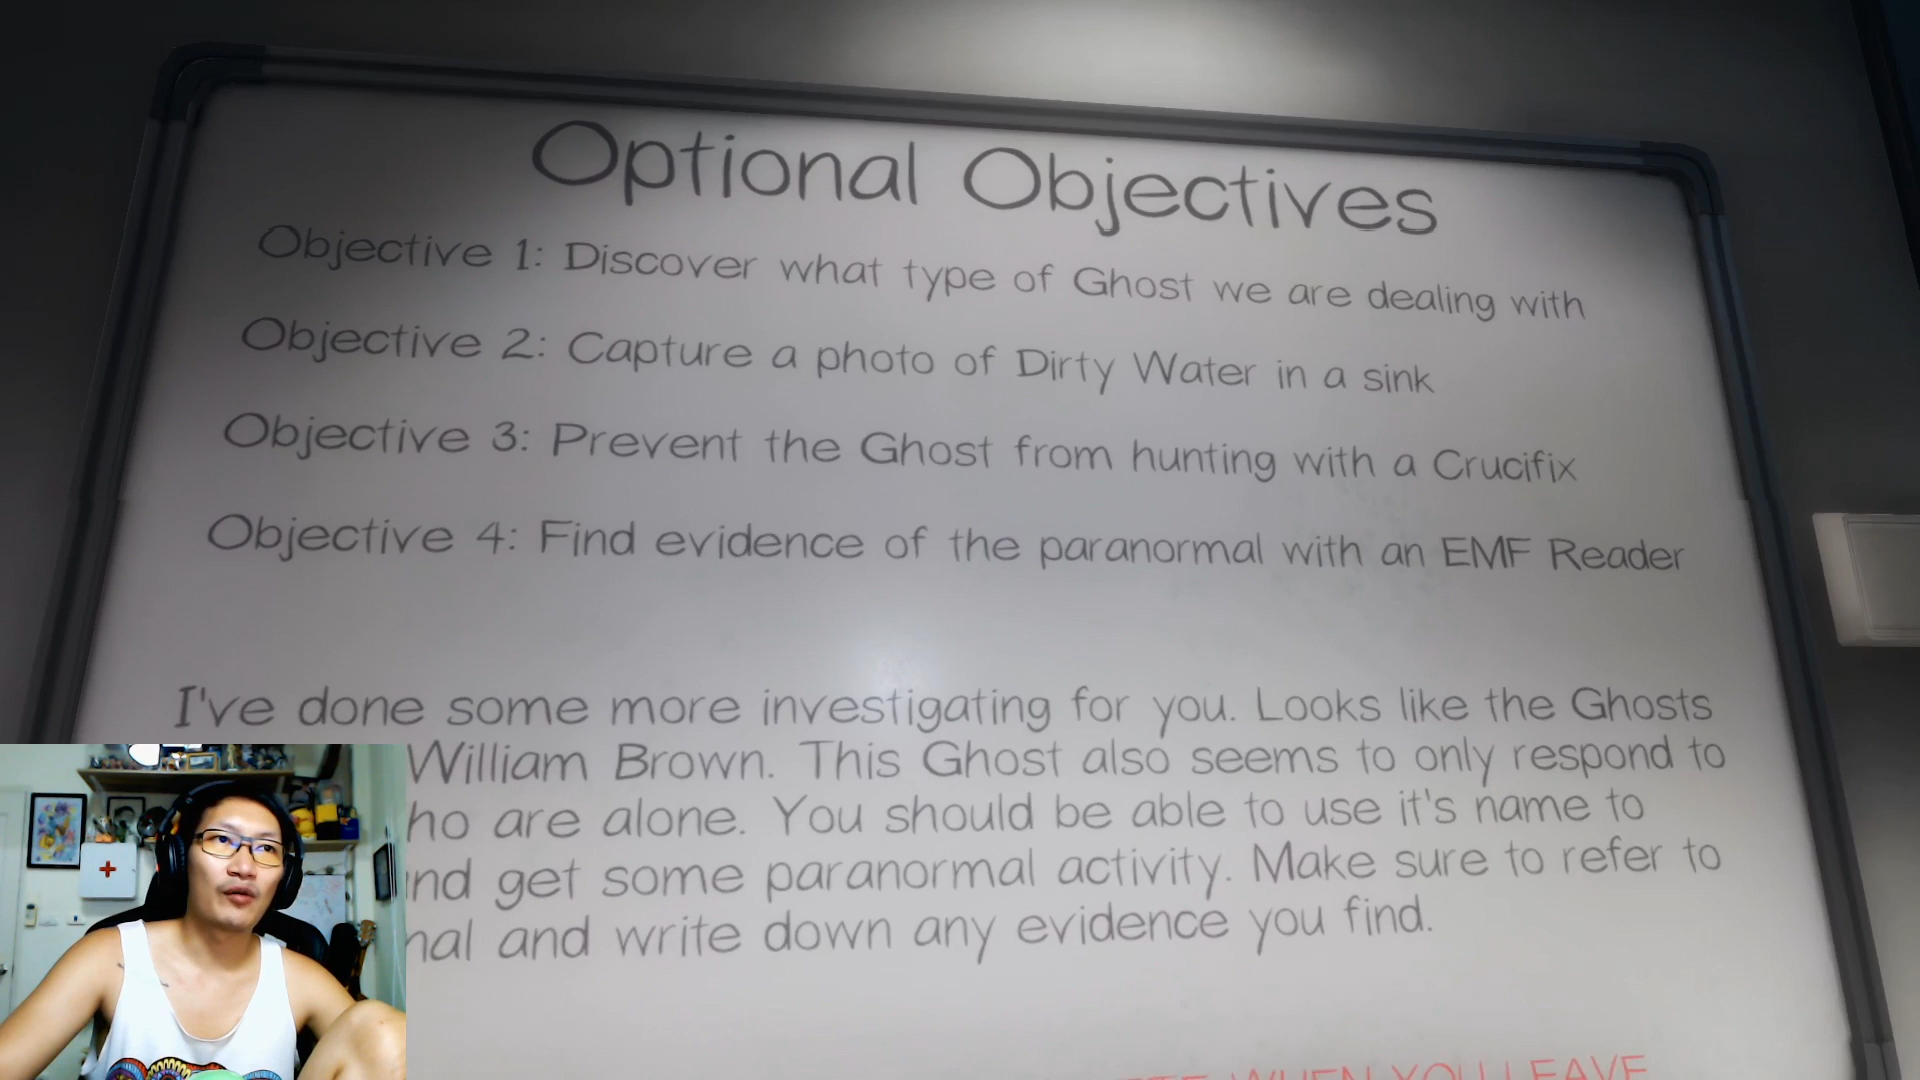 Optional Objectives
Objective 1: Discover what type of Ghost we are dealing with
Objective 2: Capture a photo of Dirty Water in a sink
Objective 3: Prevent the Ghost from hunting with a Crucifix
Objective 4: Find evidence of the paranormal with an EMF Reader
I've done some more investigating for you. Looks like the Ghosts
William Brown. This Ghost also seems to only respond to
ho are alone. You should be able to use it's name to
nd get some paranormal activity. Make sure to refer to
nal and write down any evidence you find.
WHEN YOU LEAVE